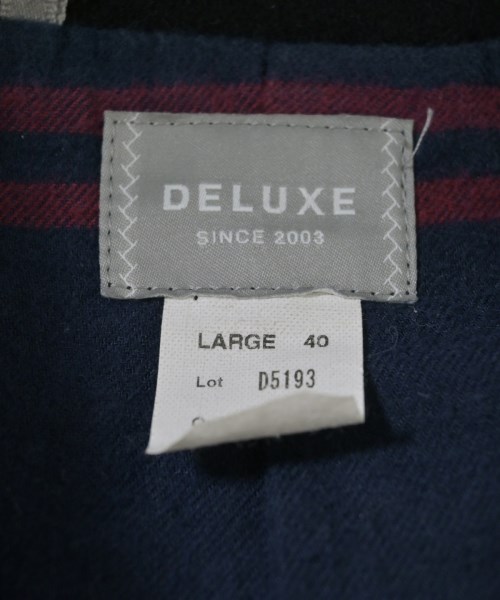 DELUXE
SINCE 2003
LARGE 40
Lot D5193